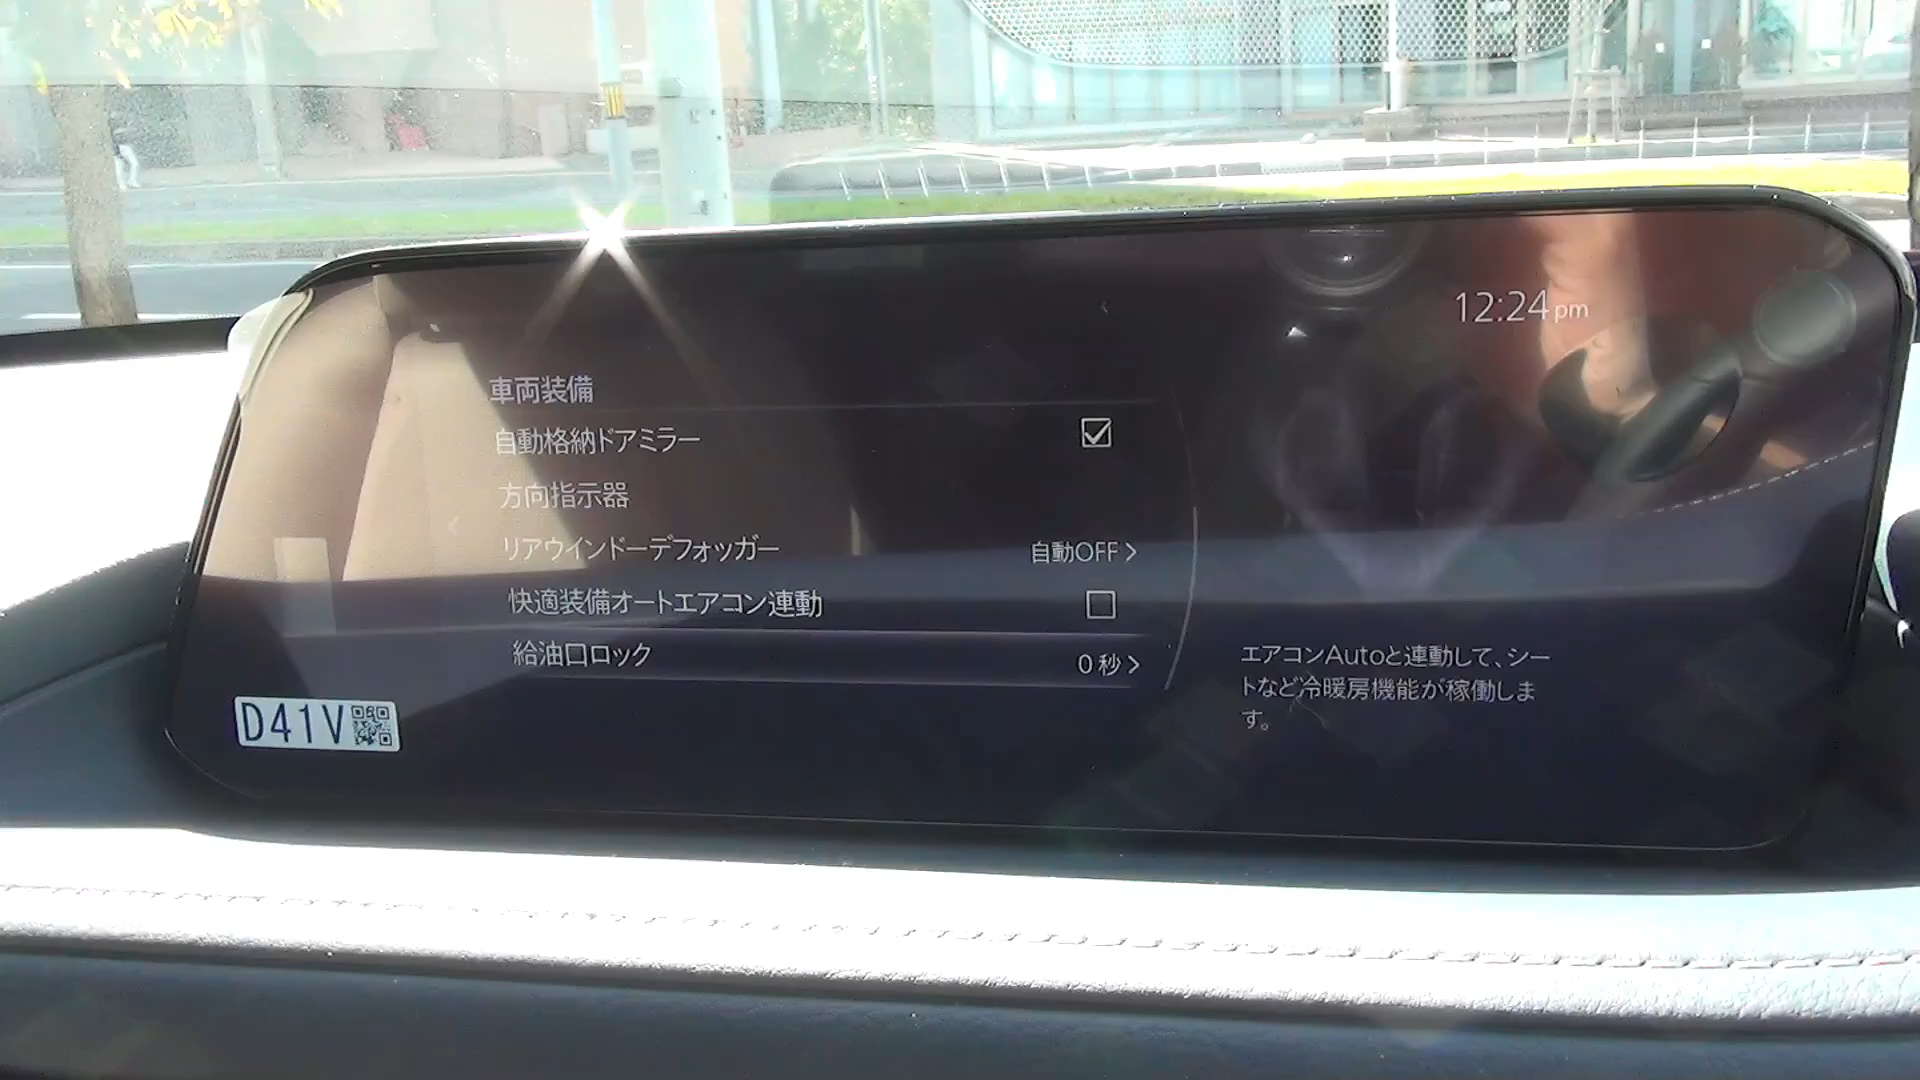 12:24 pm
車両装備
自動格納ドアミラー
方向指示器
リアウインドーデフォッガー 自動OFF >
快適装備オートエアコン連動
給油口ロック 0 秒 >
エアコンAutoと連動して、シー
トなど冷暖房機能が稼働しま
す。
D41V